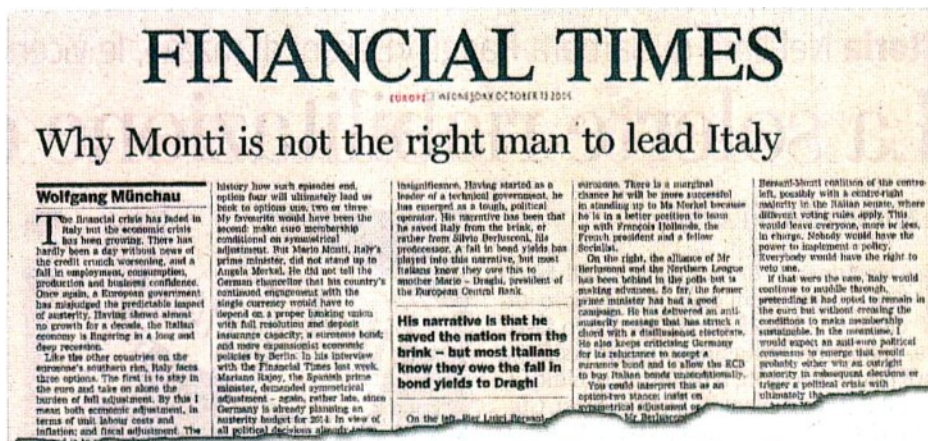 FINANCIAL TIMES
EUROPE WEDNESDAY OCTOBER 13 2004
Why Monti is not the right man to lead Italy
Wolfgang Münchau
The financial crisis has faded in
Italy but the economic crisis
has been growing. There has
hardly been a day without news of
the credit crunch worsening, and a
fall in employment, consumption,
production and business confidence.
Once again, a European government
has misjudged the predictable impact
of austerity. Having shown almost
no growth for a decade, the Italian
economy is lingering in a long and
deep recession.
Like the other countries on the
eurozone's southern rim, Italy faces
three options. The first is to stay in
the euro and take on alone the
burden of full adjustment. By this I
mean both economic adjustment, in
terms of unit labour costs and
inflation; and fiscal adjustment. The
history how such episodes end,
option four will ultimately lead us
back to options one, two or three.
My favourite would have been the
second: make euro membership
conditional on symmetrical
adjustment. But Mario Monti, Italy's
prime minister, did not stand up to
Angela Merkel. He did not tell the
German chancellor that his country's
continued engagement with the
single currency would have to
depend on a proper banking union
with full resolution and deposit
insurance capacity, a eurozone bond;
and more expansionist economic
policies by Berlin. In his interview
with the Financial Times last week,
Mariano Rajoy, the Spanish prime
minister, demanded symmetrical
adjustment – again, rather late, since
Germany is already planning an
austerity budget for 2014. In view of
all political decisions already taken
insignificance. Having started as a
leader of a technical government, he
has emerged as a tough, political
operator. His narrative has been that
he saved Italy from the brink, or
rather from Silvio Berlusconi, his
predecessor. A fall in bond yields has
played into this narrative, but most
Italians know they owe this to
another Mario – Draghi, president of
the European Central Bank.
His narrative is that he
saved the nation from the
brink – but most Italians
know they owe the fall in
bond yields to Draghi
On the left, Pier Luigi Bersani
eurozone. There is a marginal
chance he will be more successful
in standing up to Ms Merkel because
he is in a better position to team
up with François Hollande, the
French president and a fellow
Socialist.
On the right, the alliance of Mr
Berlusconi and the Northern League
has been behind in the polls but is
making advances. So far, the former
prime minister has had a good
campaign. He has delivered an anti-
austerity message that has struck a
chord with a disillusioned electorate.
He also keeps criticising Germany
for its reluctance to accept a
eurozone bond and to allow the ECB
to buy Italian bonds unconditionally.
You could interpret this as an
option-two stance: insist on
symmetrical adjustment or
Mr Berlusconi
Bersani-Monti coalition of the centre-
left, possibly with a centre-right
majority in the Italian senate, where
different voting rules apply. This
would leave everyone, more or less,
in charge. Nobody would have the
power to implement a policy.
Everybody would have the right to
veto one.
If that were the case, Italy would
continue to muddle through,
pretending it had opted to remain in
the euro but without creating the
conditions to make membership
sustainable. In the meantime, I
would expect an anti-euro political
consensus to emerge that would
probably either win an outright
majority in subsequent elections or
trigger a political crisis with
ultimately the